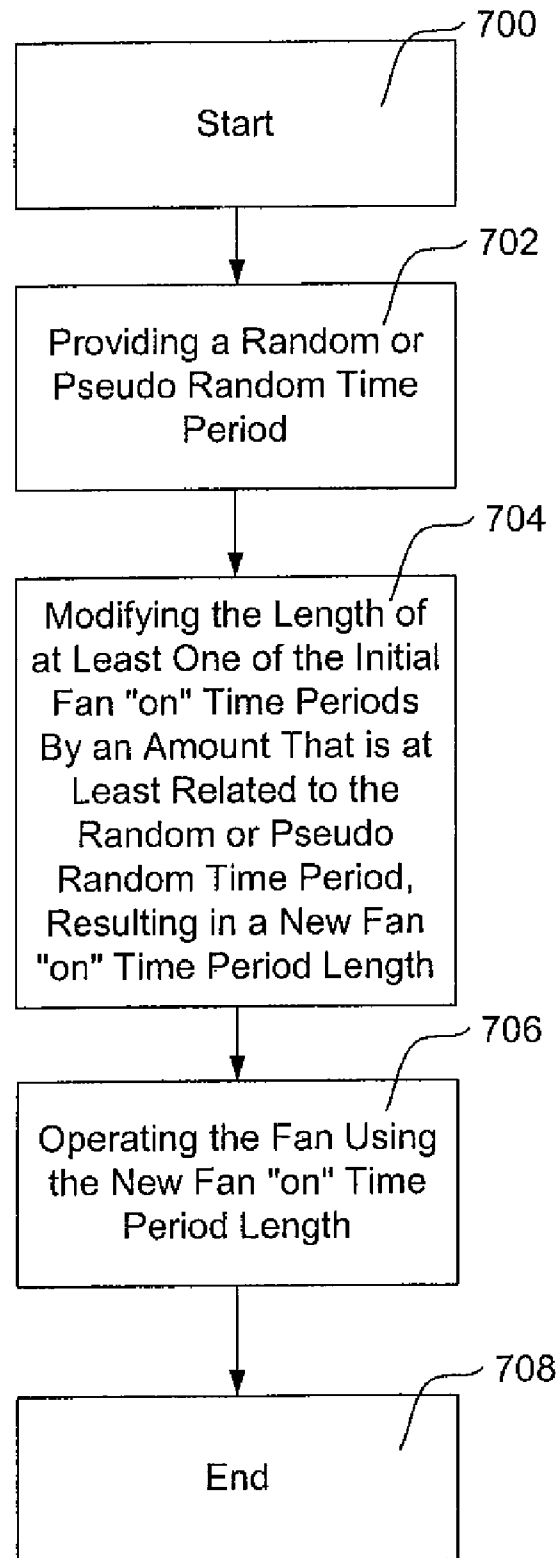 700
Start
702
Providing a Random or
Pseudo Random Time
Period
704
Modifying the Length of
at Least One of the Initial
Fan "on" Time Periods
By an Amount That is at
Least Related to the
Random or Pseudo
Random Time Period,
Resulting in a New Fan
"on" Time Period Length
706
Operating the Fan Using
the New Fan "on" Time
Period Length
708
End